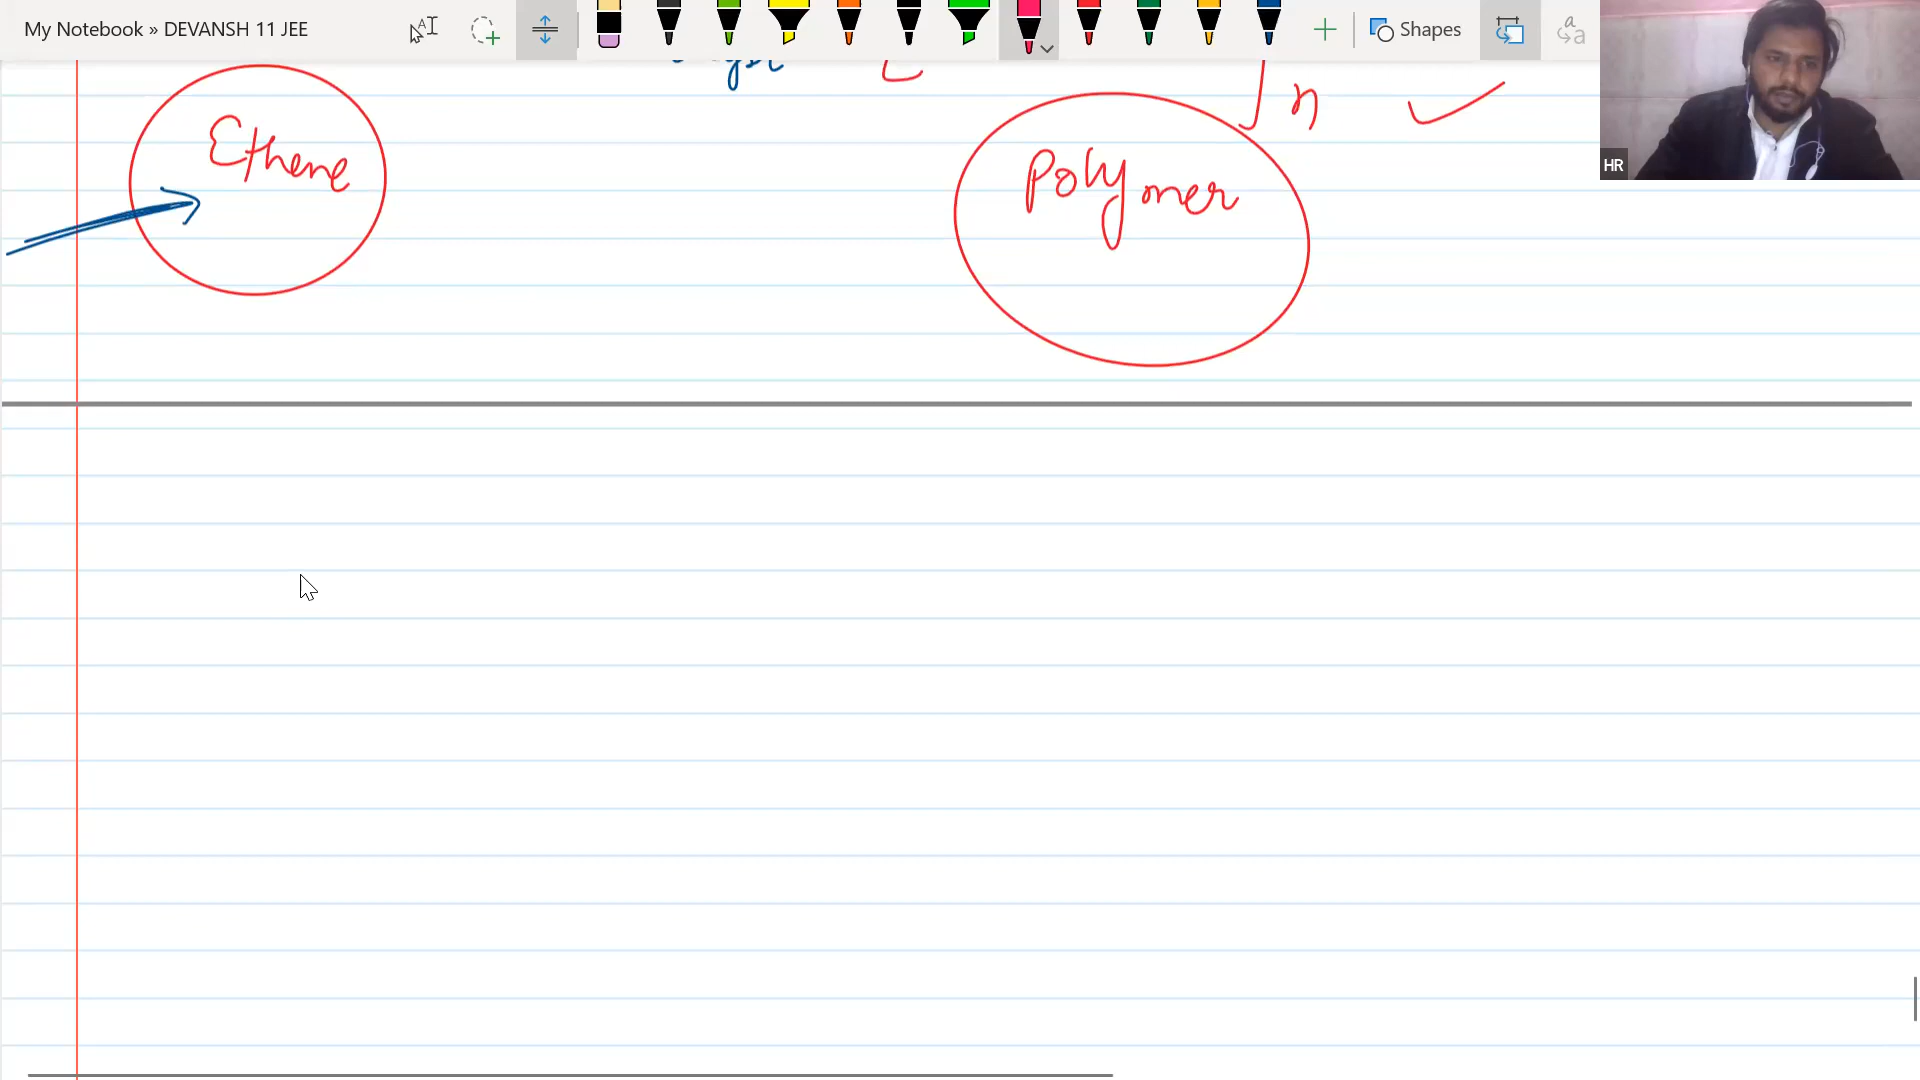 My Notebook » DEVANSH 11 JEE
Shapes
HR
n
Ethene
Polymer